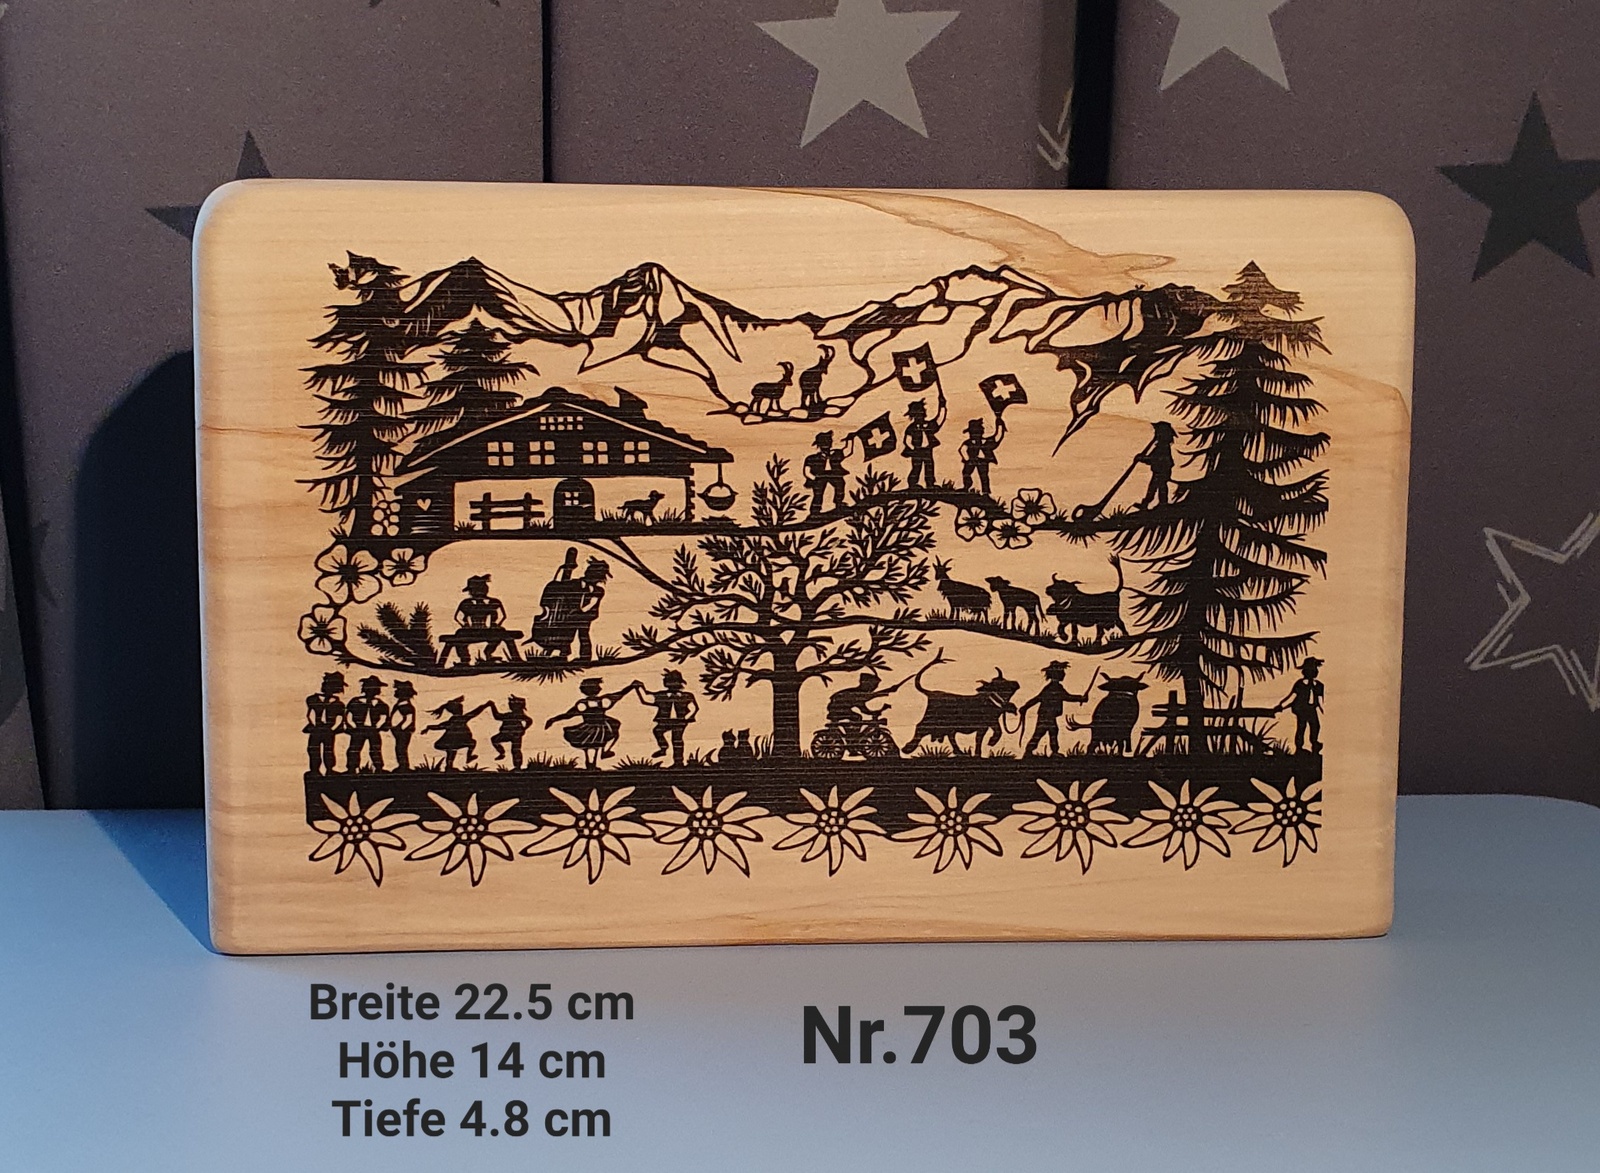 Breite 22.5 cm
Höhe 14 cm
Tiefe 4.8 cm
Nr.703